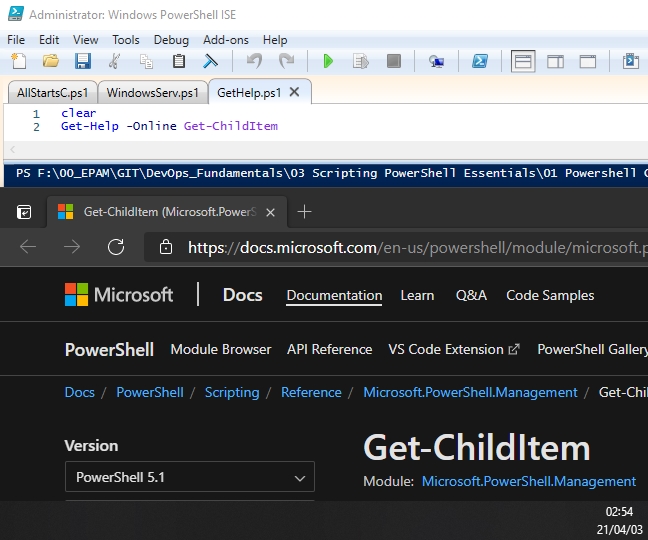 Administrator: Windows PowerShell ISE
File Edit View Tools Debug Add-ons Help
AllStartsC.ps1 WindowsServ.ps1 GetHelp.ps1
1 clear
2 Get-Help -Online Get-ChildItem
PS F:\00_EPAM\GIT\DevOps_Fundamentals\03 Scripting PowerShell Essentials\01 Powershell
Get-ChildItem (Microsoft.PowerS
https://docs.microsoft.com/en-us/powershell/module/microsoft.p
Microsoft | Docs Documentation Learn Q&A Code Samples
PowerShell Module Browser API Reference VS Code Extension PowerShell Gallery
Docs / PowerShell / Scripting / Reference / Microsoft.PowerShell.Management / Get-Chi
Version
Get-ChildItem
PowerShell 5.1
Module: Microsoft.PowerShell.Management
02:54
21/04/03